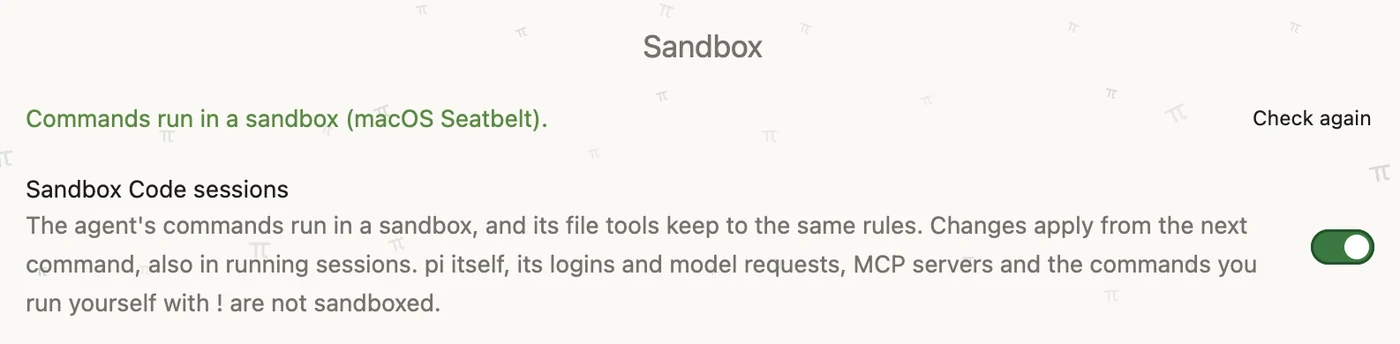 Sandbox
Commands run in a sandbox (macOS Seatbelt).
Check again
Sandbox Code sessions
The agent's commands run in a sandbox, and its file tools keep to the same rules. Changes apply from the next
command, also in running sessions. pi itself, its logins and model requests, MCP servers and the commands you
run yourself with ! are not sandboxed.